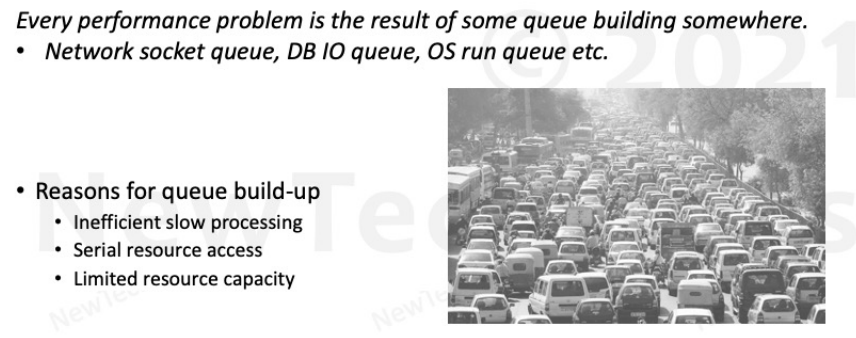 Every performance problem is the result of some queue building somewhere.
• Network socket queue, DB IO queue, OS run queue etc.
• Reasons for queue build-up
• Inefficient slow processing
• Serial resource access
• Limited resource capacity
© 2021